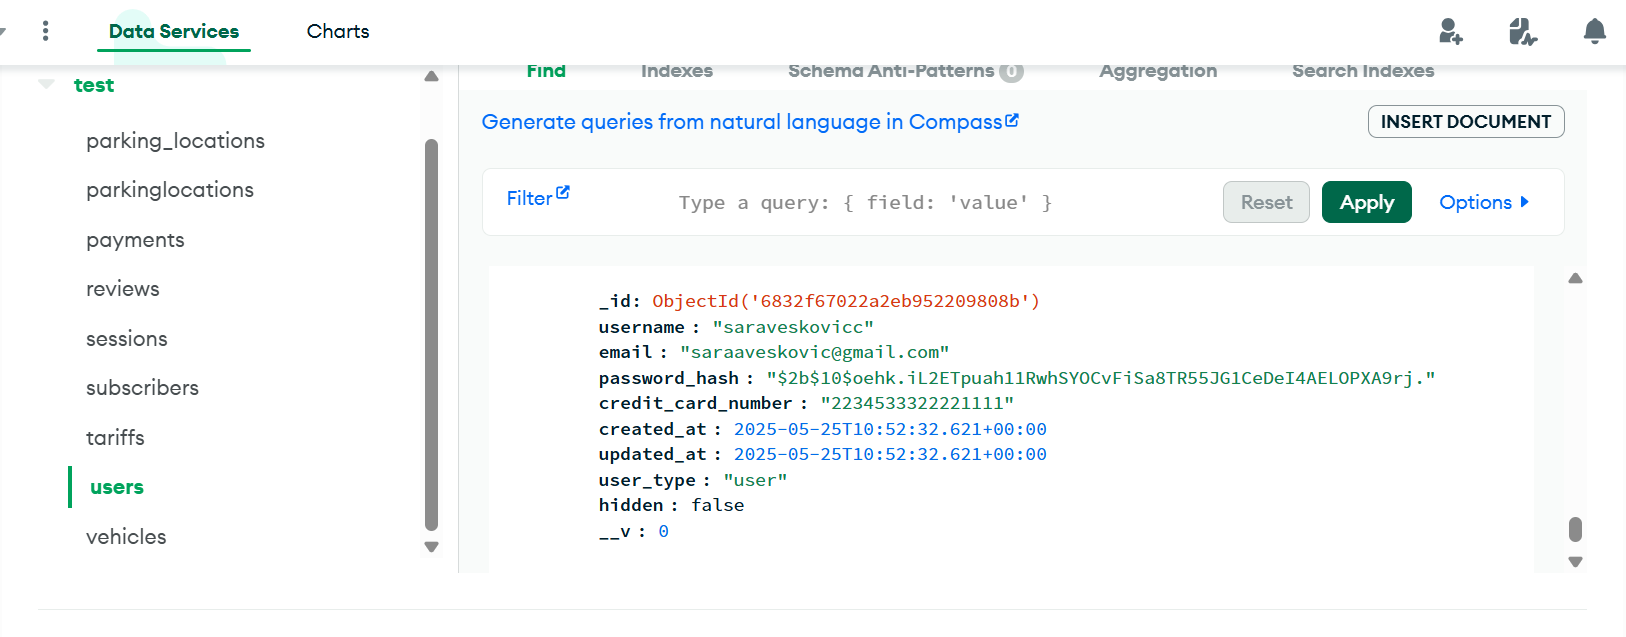 Data Services
Charts
test
parking_locations
parkinglocations
payments
reviews
sessions
subscribers
tariffs
users
vehicles
Find
Indexes
Schema Anti-Patterns 0
Aggregation
Search Indexes
Generate queries from natural language in Compass
INSERT DOCUMENT
Filter
Type a query: { field: 'value' }
Reset
Apply
Options
_id: ObjectId('6832f67022a2eb952209808b')
username : "saraveskovicc"
email : "saraaveskovic@gmail.com"
password_hash : "$2b$10$oehk.iL2ETpuah11RwhSYOCvFiSa8TR55JG1CeDeI4AELOPXA9rj."
credit_card_number : "2234533322221111"
created_at : 2025-05-25T10:52:32.621+00:00
updated_at : 2025-05-25T10:52:32.621+00:00
user_type : "user"
hidden : false
__v : 0